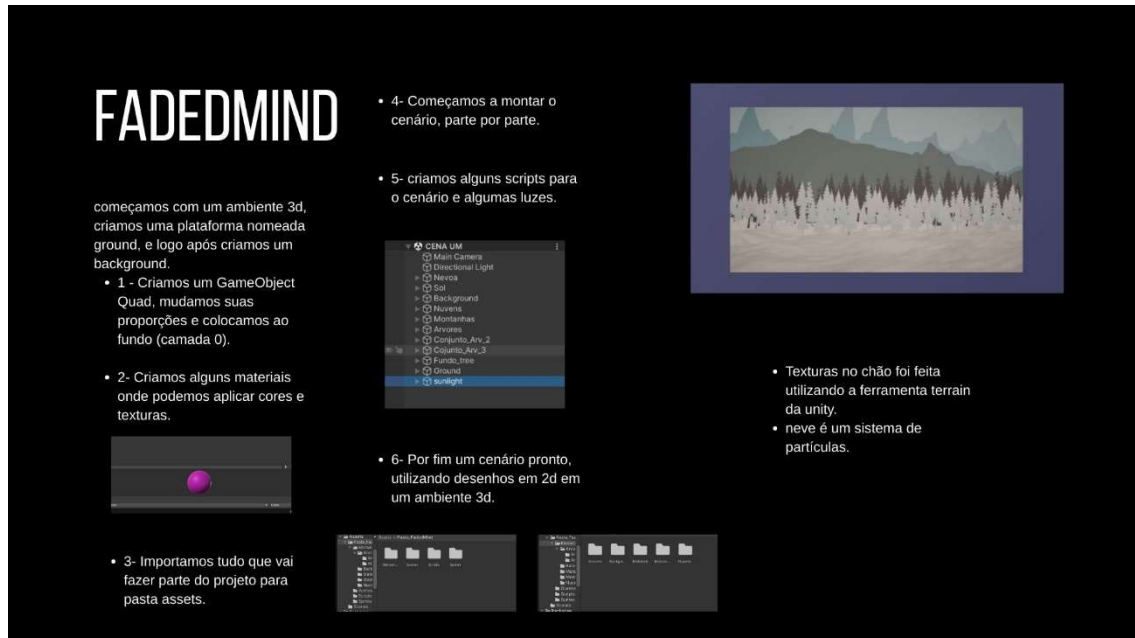 FADEDMIND
começamos com um ambiente 3d,
criamos uma plataforma nomeada
ground, e logo após criamos um
background.
• 1 - Criamos um GameObject
Quad, mudamos suas
proporções e colocamos ao
fundo (camada 0).
• 2- Criamos alguns materiais
onde podemos aplicar cores e
texturas.
• 3- Importamos tudo que vai
fazer parte do projeto para
pasta assets.
• 4- Começamos a montar o
cenário, parte por parte.
• 5- criamos alguns scripts para
o cenário e algumas luzes.
CENA UM
Main Camera
Directional Light
Nevoa
Sol
Background
Nuvens
Montanhas
Arvores
Conjunto_Arv_2
Cojunto_Arv_3
Fundo_tree
Ground
sunlight
• 6- Por fim um cenário pronto,
utilizando desenhos em 2d em
um ambiente 3d.
• Texturas no chão foi feita
utilizando a ferramenta terrain
da unity.
• neve é um sistema de
partículas.